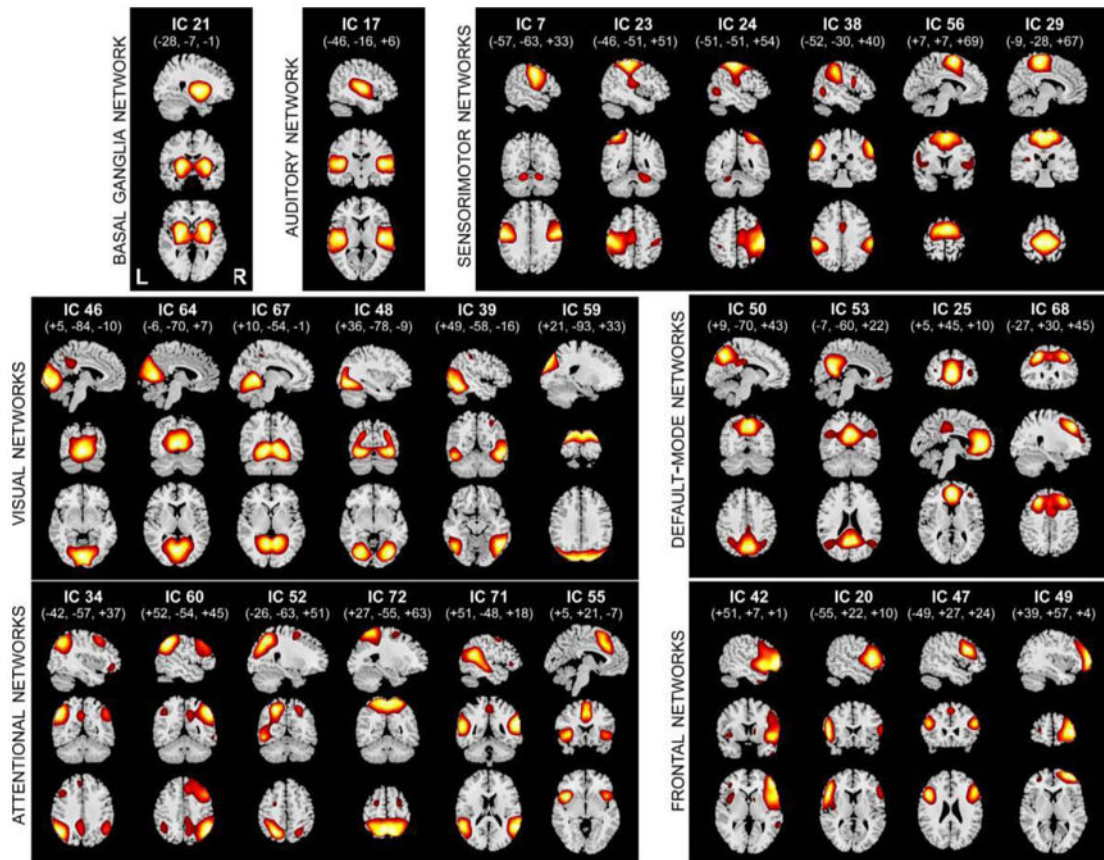 BASAL GANGLIA NETWORK
IC 21
(-28, -7, -1)
L R
AUDITORY NETWORK
IC 17
(-46, -16, +6)
SENSORIMOTOR NETWORKS
IC 7 IC 23 IC 24 IC 38 IC 56 IC 29
(-57, -63, +33) (-46, -51, +51) (-51, -51, +54) (-52, -30, +40) (+7, +7, +69) (-9, -28, +67)
VISUAL NETWORKS
IC 46 IC 64 IC 67 IC 48 IC 39 IC 59
(+5, -84, -10) (-6, -70, +7) (+10, -54, -1) (+36, -78, -9) (+49, -58, -16) (+21, -93, +33)
DEFAULT-MODE NETWORKS
IC 50 IC 53 IC 25 IC 68
(+9, -70, +43) (-7, -60, +22) (+5, +45, +10) (-27, +30, +45)
ATTENTIONAL NETWORKS
IC 34 IC 60 IC 52 IC 72 IC 71 IC 55
(-42, -57, +37) (+52, -54, +45) (-26, -63, +51) (+27, -55, +63) (+51, -48, +18) (+5, +21, -7)
FRONTAL NETWORKS
IC 42 IC 20 IC 47 IC 49
(+51, +7, +1) (-55, +22, +10) (-49, +27, +24) (+39, +57, +4)